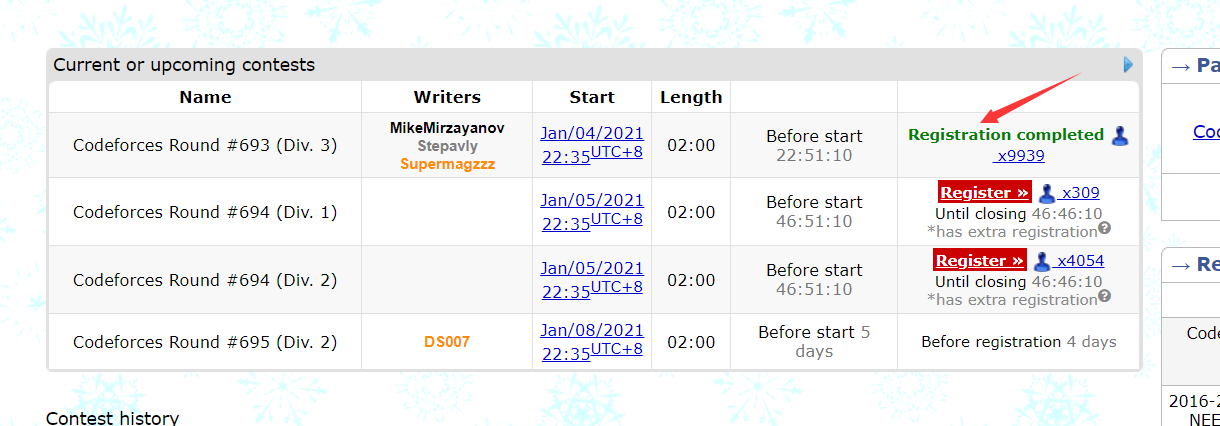 Current or upcoming contests
→ Pa
Name Writers Start Length
Codeforces Round #693 (Div. 3)
MikeMirzayanov
Stepavly
Supermagzzz
Jan/04/2021
22:35UTC+8
02:00
Before start
22:51:10
Registration completed
x9939
Co
Codeforces Round #694 (Div. 1)
Jan/05/2021
22:35UTC+8
02:00
Before start
46:51:10
Register » x309
Until closing 46:46:10
*has extra registration?
Codeforces Round #694 (Div. 2)
Jan/05/2021
22:35UTC+8
02:00
Before start
46:51:10
Register » x4054
Until closing 46:46:10
*has extra registration?
→ Re
Codeforces Round #695 (Div. 2)
DS007
Jan/08/2021
22:35UTC+8
02:00
Before start 5
days
Before registration 4 days
Code
2016-2
NEE
Contest history